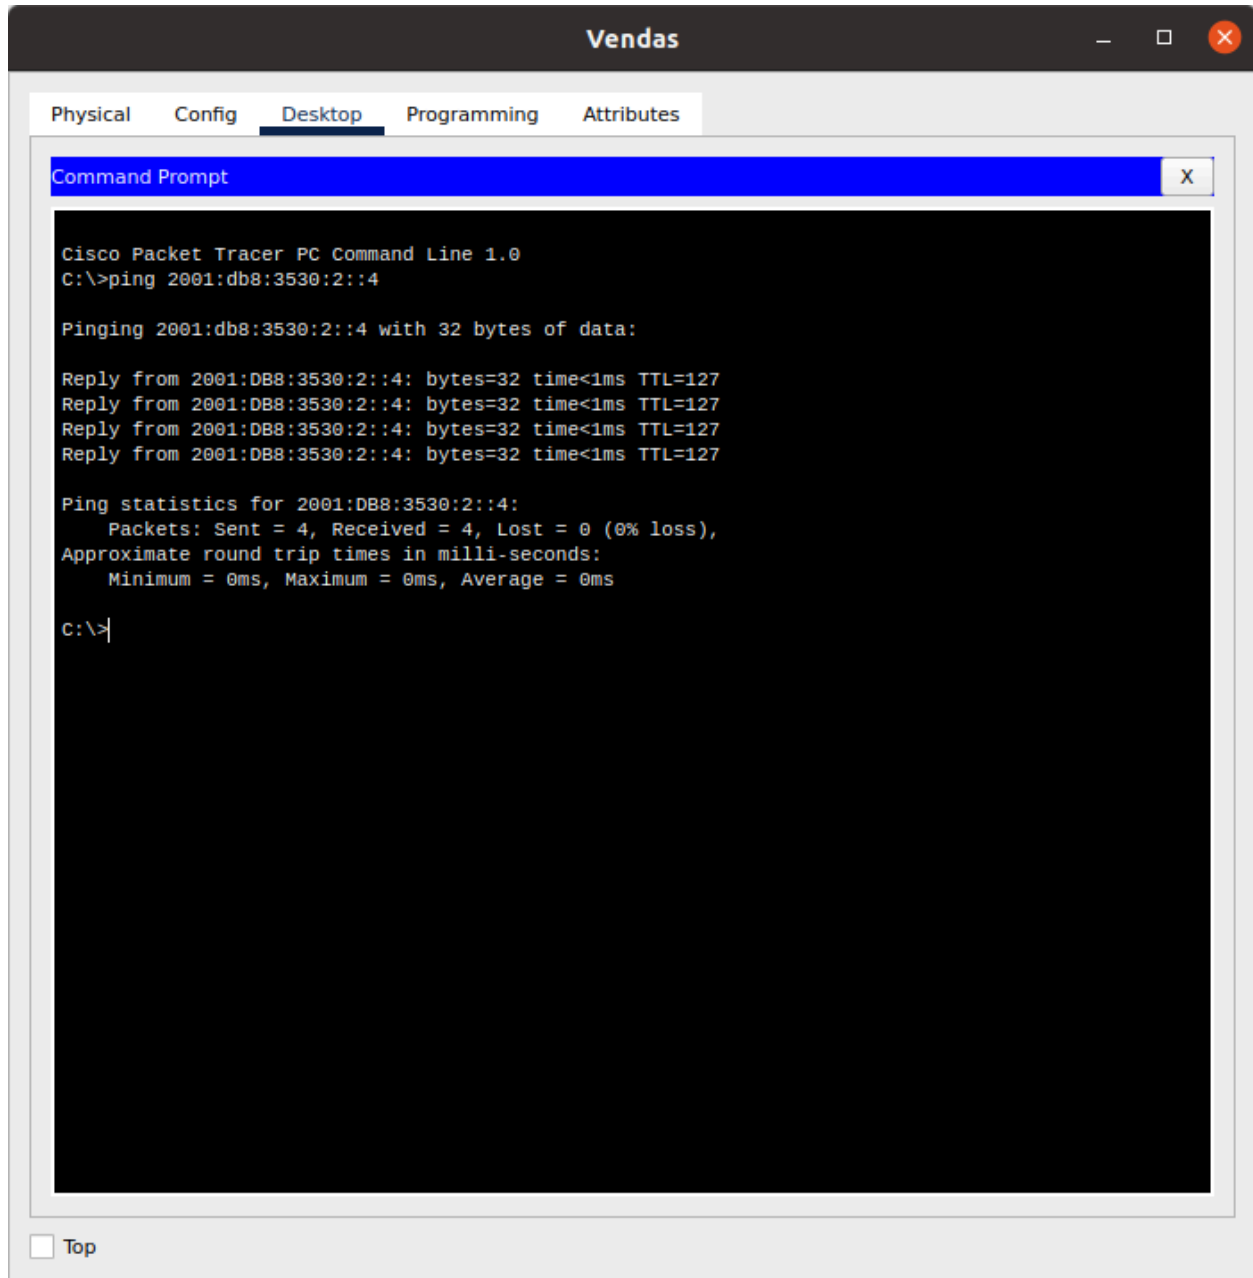 Vendas
Physical Config Desktop Programming Attributes
Command Prompt X
Cisco Packet Tracer PC Command Line 1.0
C:\>ping 2001:db8:3530:2::4
Pinging 2001:db8:3530:2::4 with 32 bytes of data:
Reply from 2001:DB8:3530:2::4: bytes=32 time<1ms TTL=127
Reply from 2001:DB8:3530:2::4: bytes=32 time<1ms TTL=127
Reply from 2001:DB8:3530:2::4: bytes=32 time<1ms TTL=127
Reply from 2001:DB8:3530:2::4: bytes=32 time<1ms TTL=127
Ping statistics for 2001:DB8:3530:2::4:
Packets: Sent = 4, Received = 4, Lost = 0 (0% loss),
Approximate round trip times in milli-seconds:
Minimum = 0ms, Maximum = 0ms, Average = 0ms
C:\>
Top